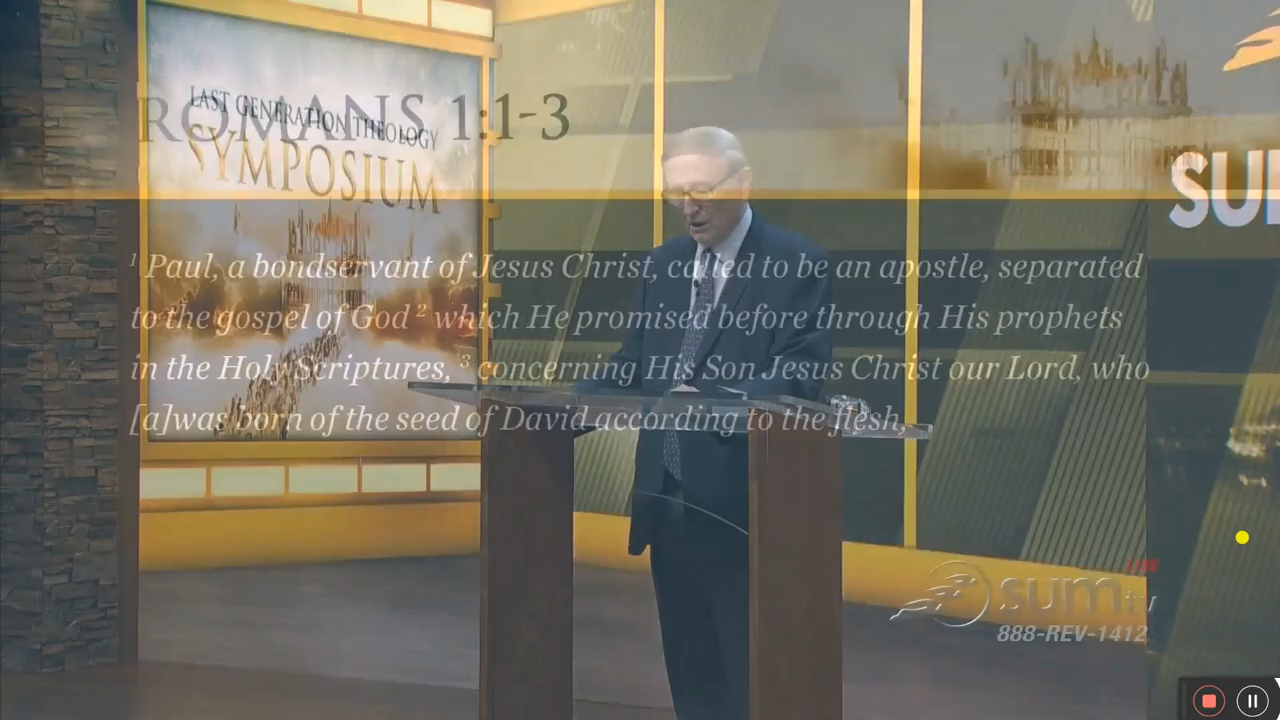 ROMANS 1:1-3
LAST GENERATION THEOLOGY
SYMPOSIUM
SU
1 Paul, a bondservant of Jesus Christ, called to be an apostle, separated
to the gospel of God 2 which He promised before through His prophets
in the Holy Scriptures, 3 concerning His Son Jesus Christ our Lord, who
[a]was born of the seed of David according to the flesh,
LIVE
sumtv
888-REV-1412